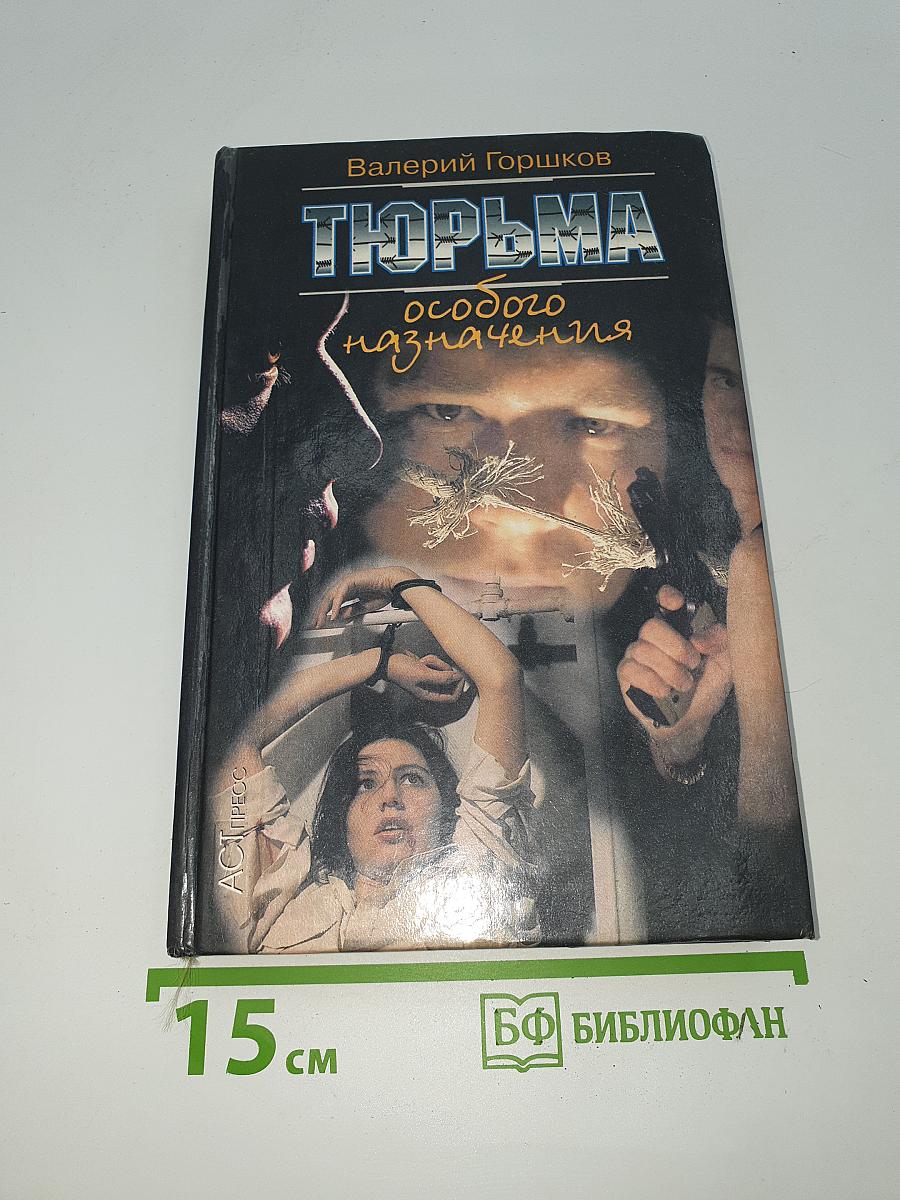 Валерий Горшков
ТЮРЬМА
особого
назначения
АСТ ПРЕСС
15 см
БФ БИБЛИОФАН